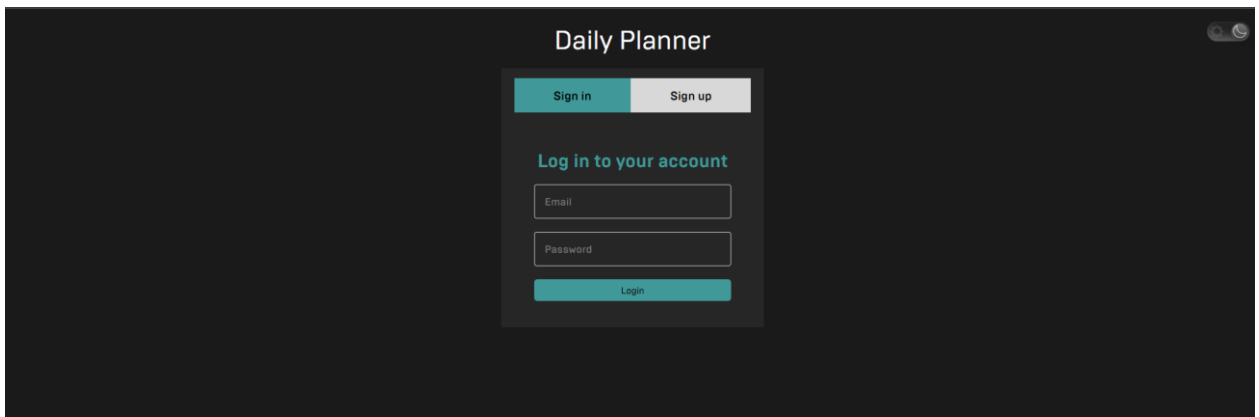 Daily Planner
Sign in Sign up
Log in to your account
Email
Password
Login